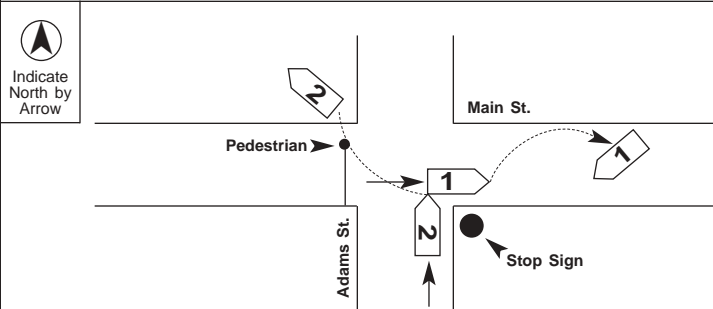 Indicate
North by
Arrow
2
Main St.
Pedestrian
1
1
2
Adams St.
Stop Sign